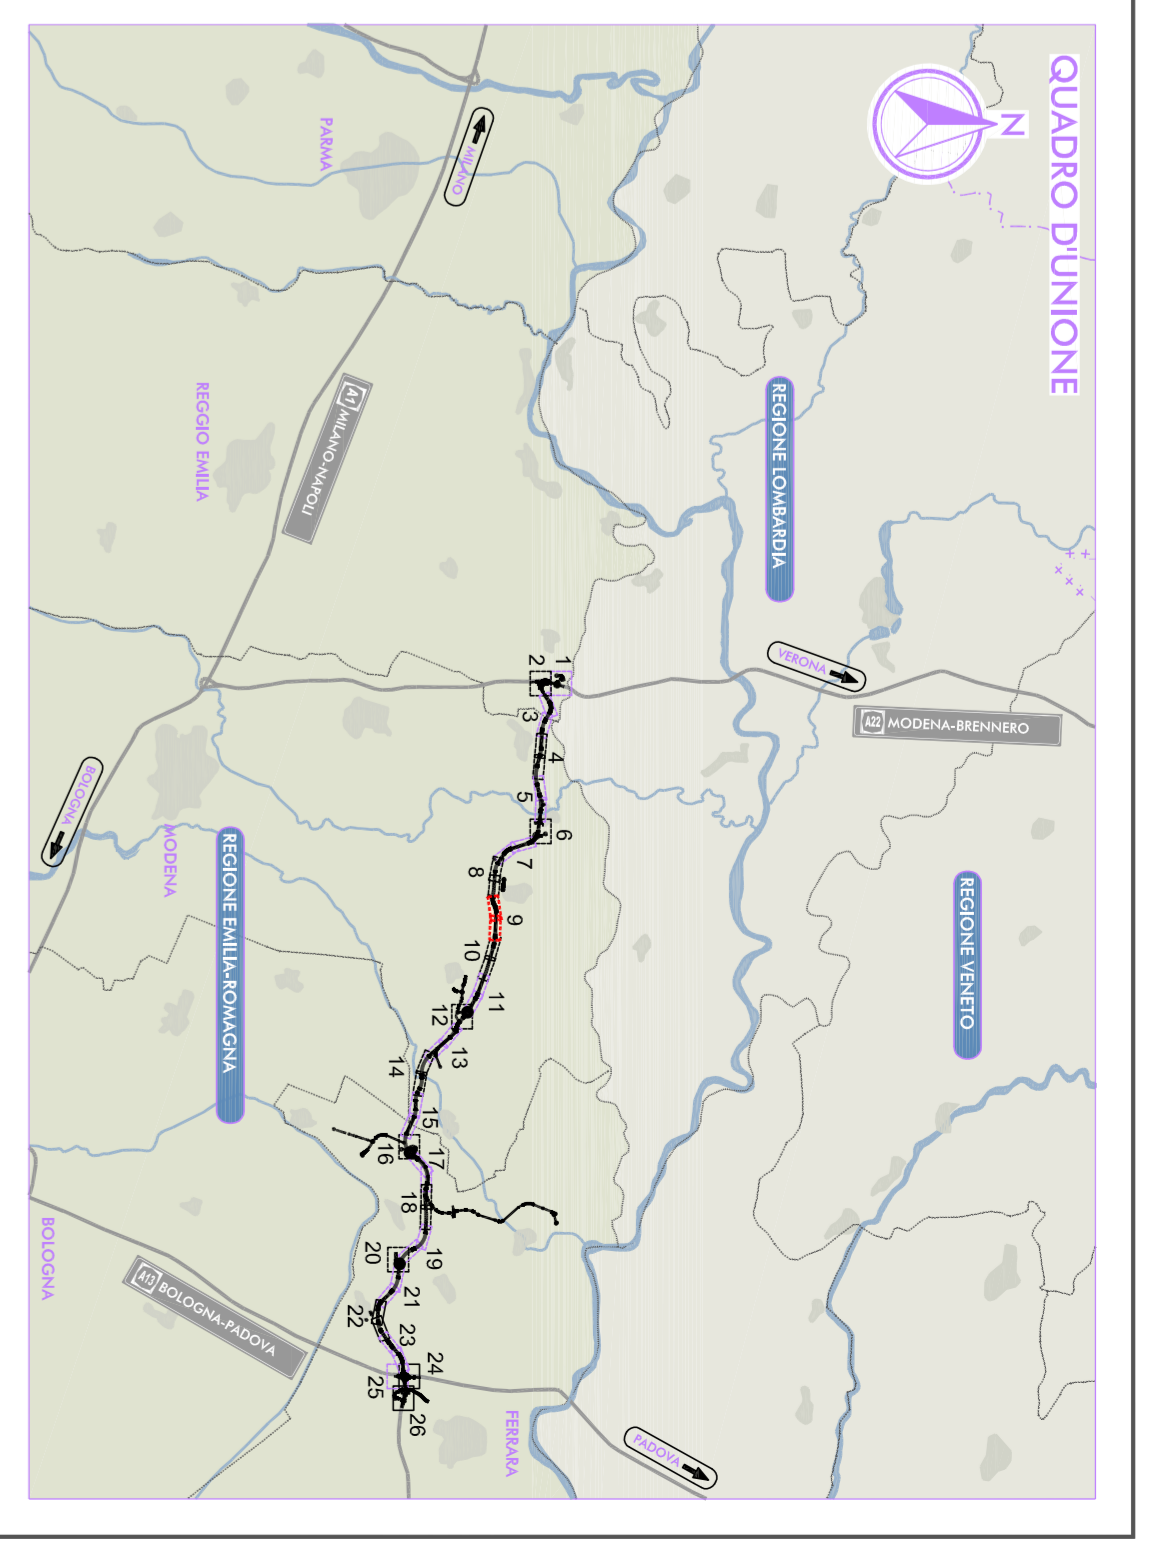 QUADRO D'UNIONE
N
REGIONE LOMBARDIA
REGIONE VENETO
VERONA
A22 MODENA-BRENNERO
MILANO
PARMA
A1 MILANO-NAPOLI
REGGIO EMILIA
1
2
3
4
5
6
7
8
9
10
11
12
13
14
15
16
17
18
19
20
21
22
23
24
25
26
BOLOGNA
MODENA
REGIONE EMILIA-ROMAGNA
PADOVA
FERRARA
A13 BOLOGNA-PADOVA
BOLOGNA